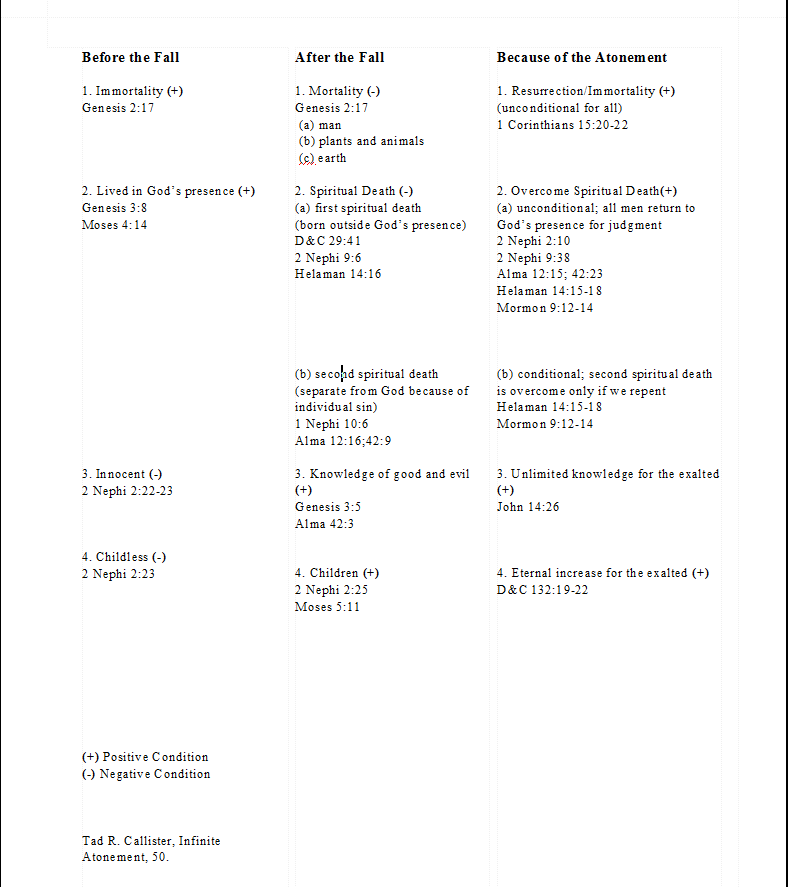 Before the Fall
1. Immortality (+)
Genesis 2:17
2. Lived in God's presence (+)
Genesis 3:8
Moses 4:14
3. Innocent (-)
2 Nephi 2:22-23
4. Childless (-)
2 Nephi 2:23
(+) Positive Condition
(-) Negative Condition
Tad R. Callister, Infinite
Atonement, 50.
After the Fall
1. Mortality (-)
Genesis 2:17
(a) man
(b) plants and animals
(c) earth
2. Spiritual Death (-)
(a) first spiritual death
(born outside God's presence)
D&C 29:41
2 Nephi 9:6
Helaman 14:16
(b) second spiritual death
(separate from God because of
individual sin)
1 Nephi 10:6
Alma 12:16;42:9
3. Knowledge of good and evil
(+)
Genesis 3:5
Alma 42:3
4. Children (+)
2 Nephi 2:25
Moses 5:11
Because of the Atonement
1. Resurrection/Immortality (+)
(unconditional for all)
1 Corinthians 15:20-22
2. Overcome Spiritual Death(+)
(a) unconditional; all men return to
God's presence for judgment
2 Nephi 2:10
2 Nephi 9:38
Alma 12:15; 42:23
Helaman 14:15-18
Mormon 9:12-14
(b) conditional; second spiritual death
is overcome only if we repent
Helaman 14:15-18
Mormon 9:12-14
3. Unlimited knowledge for the exalted
(+)
John 14:26
4. Eternal increase for the exalted (+)
D&C 132:19-22